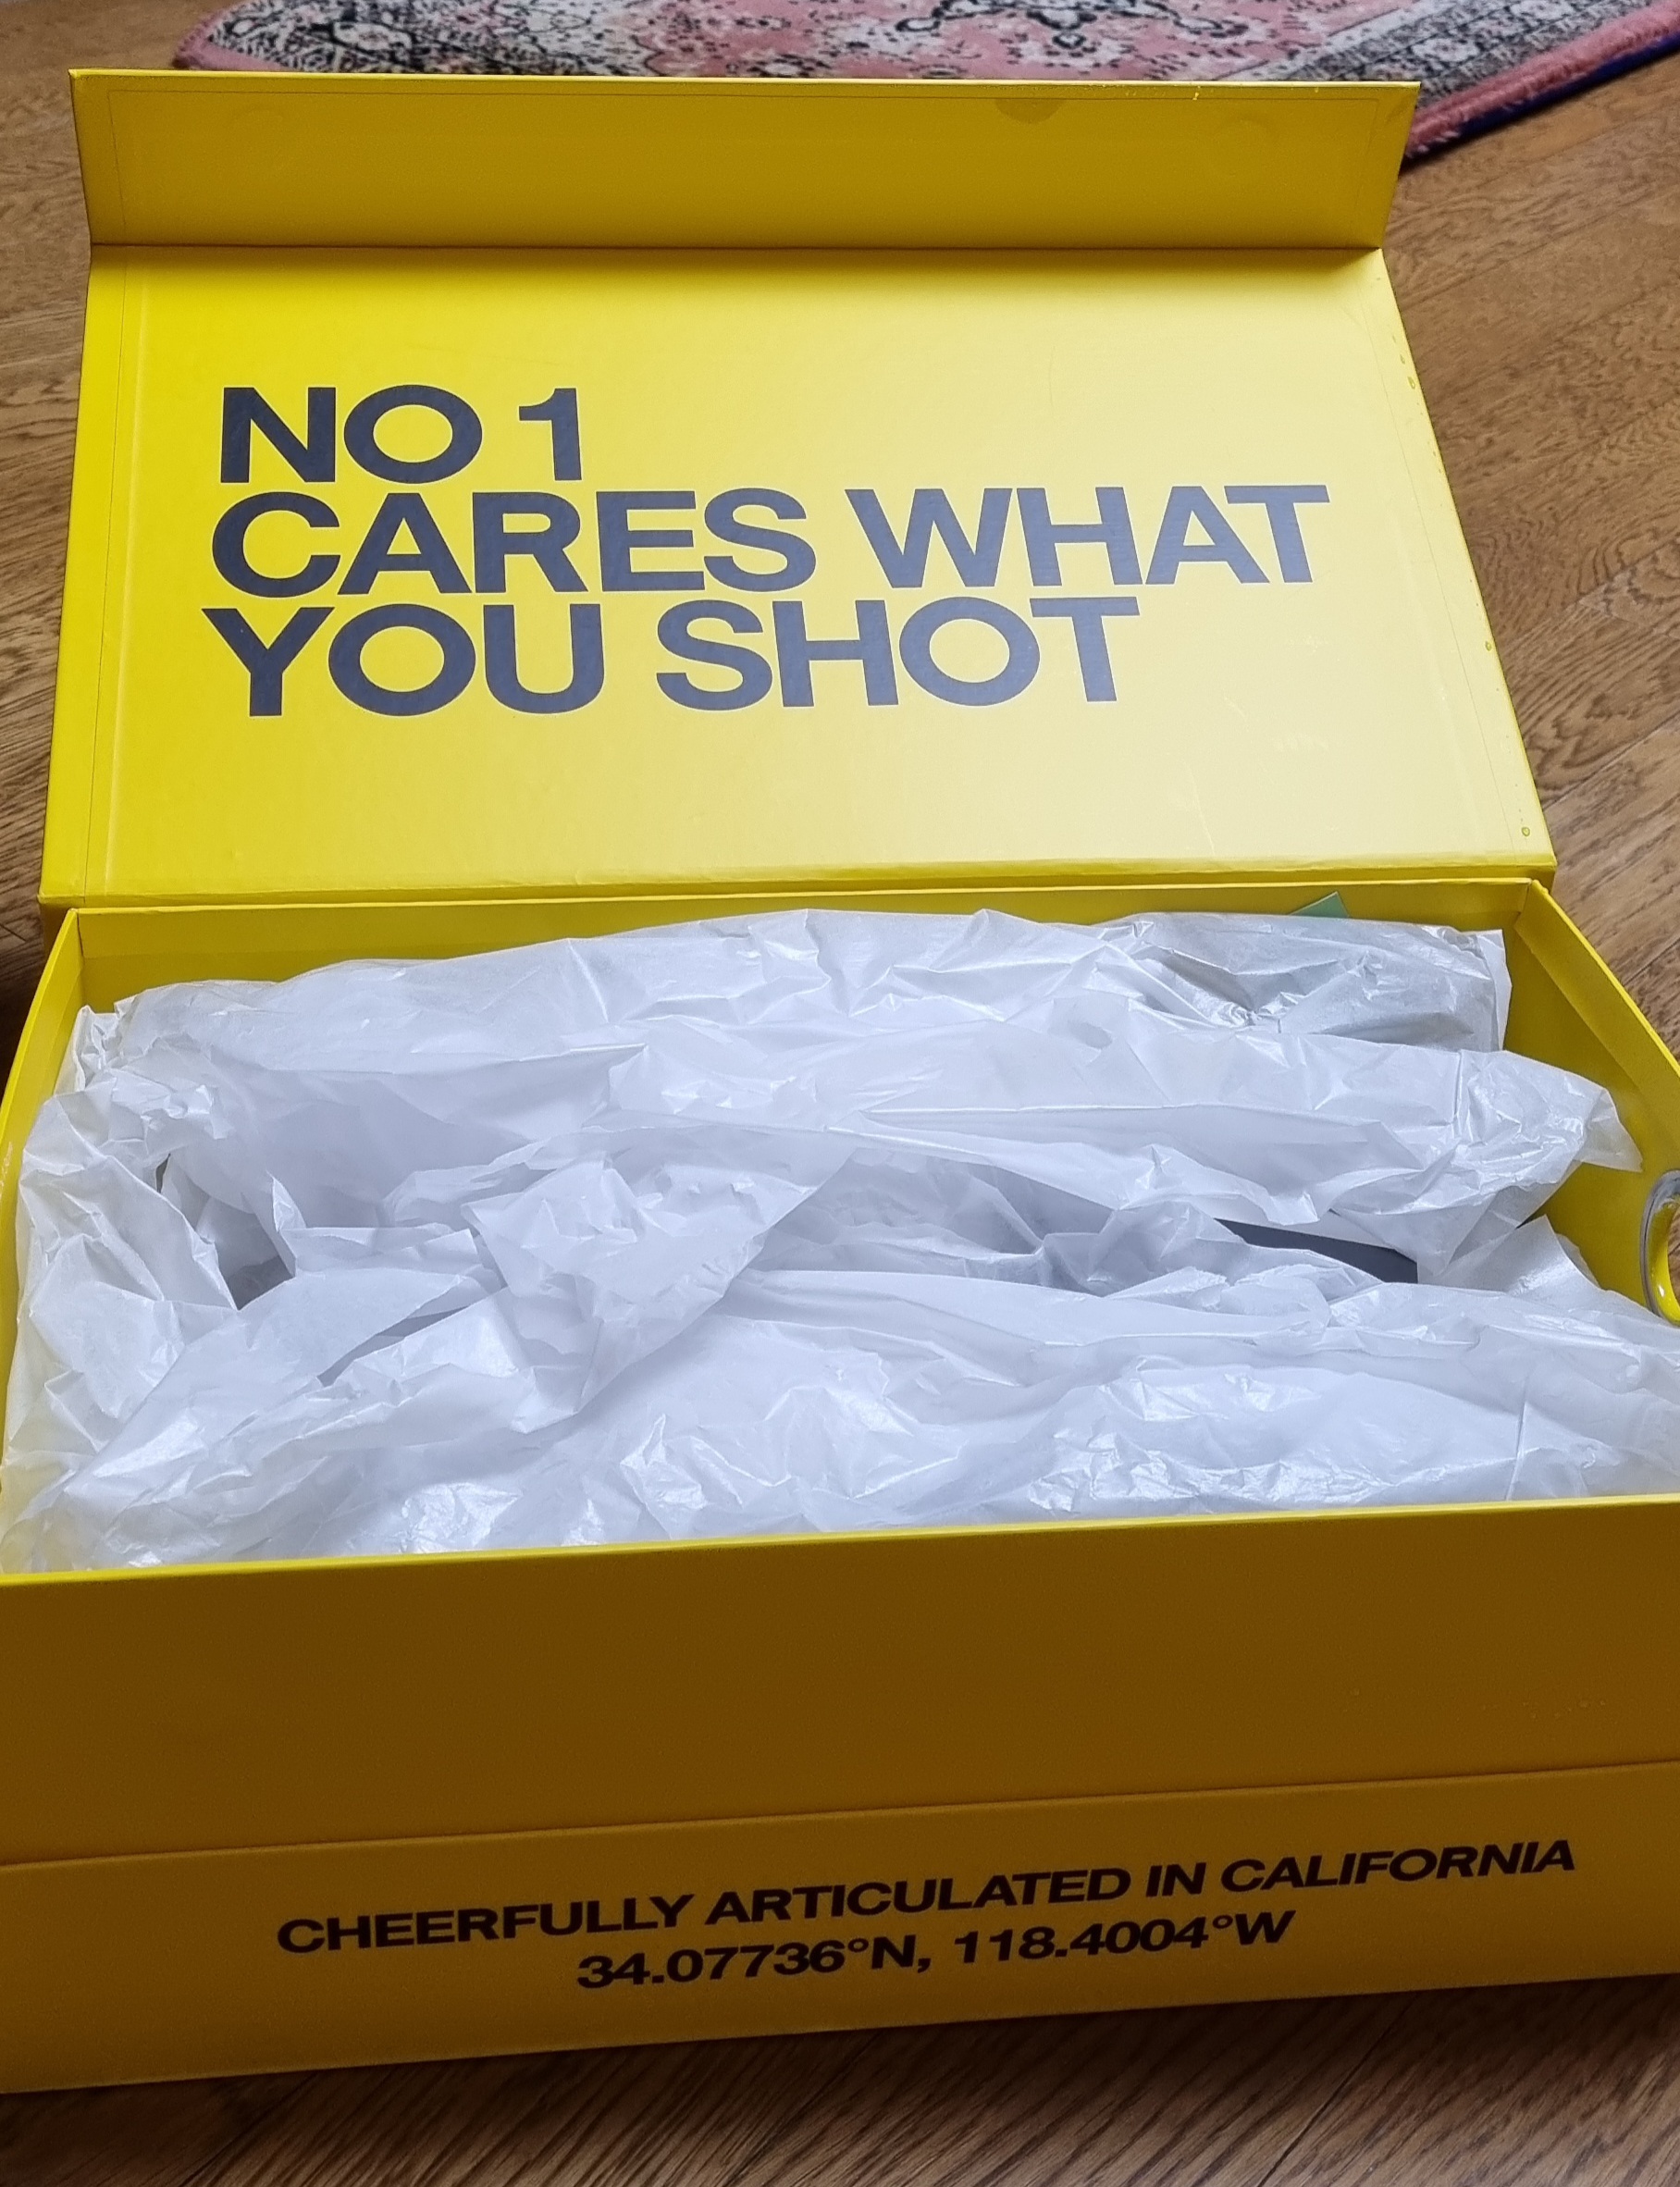 NO 1
CARES WHAT
YOU SHOT
CHEERFULLY ARTICULATED IN CALIFORNIA
34.07736°N, 118.4004°W